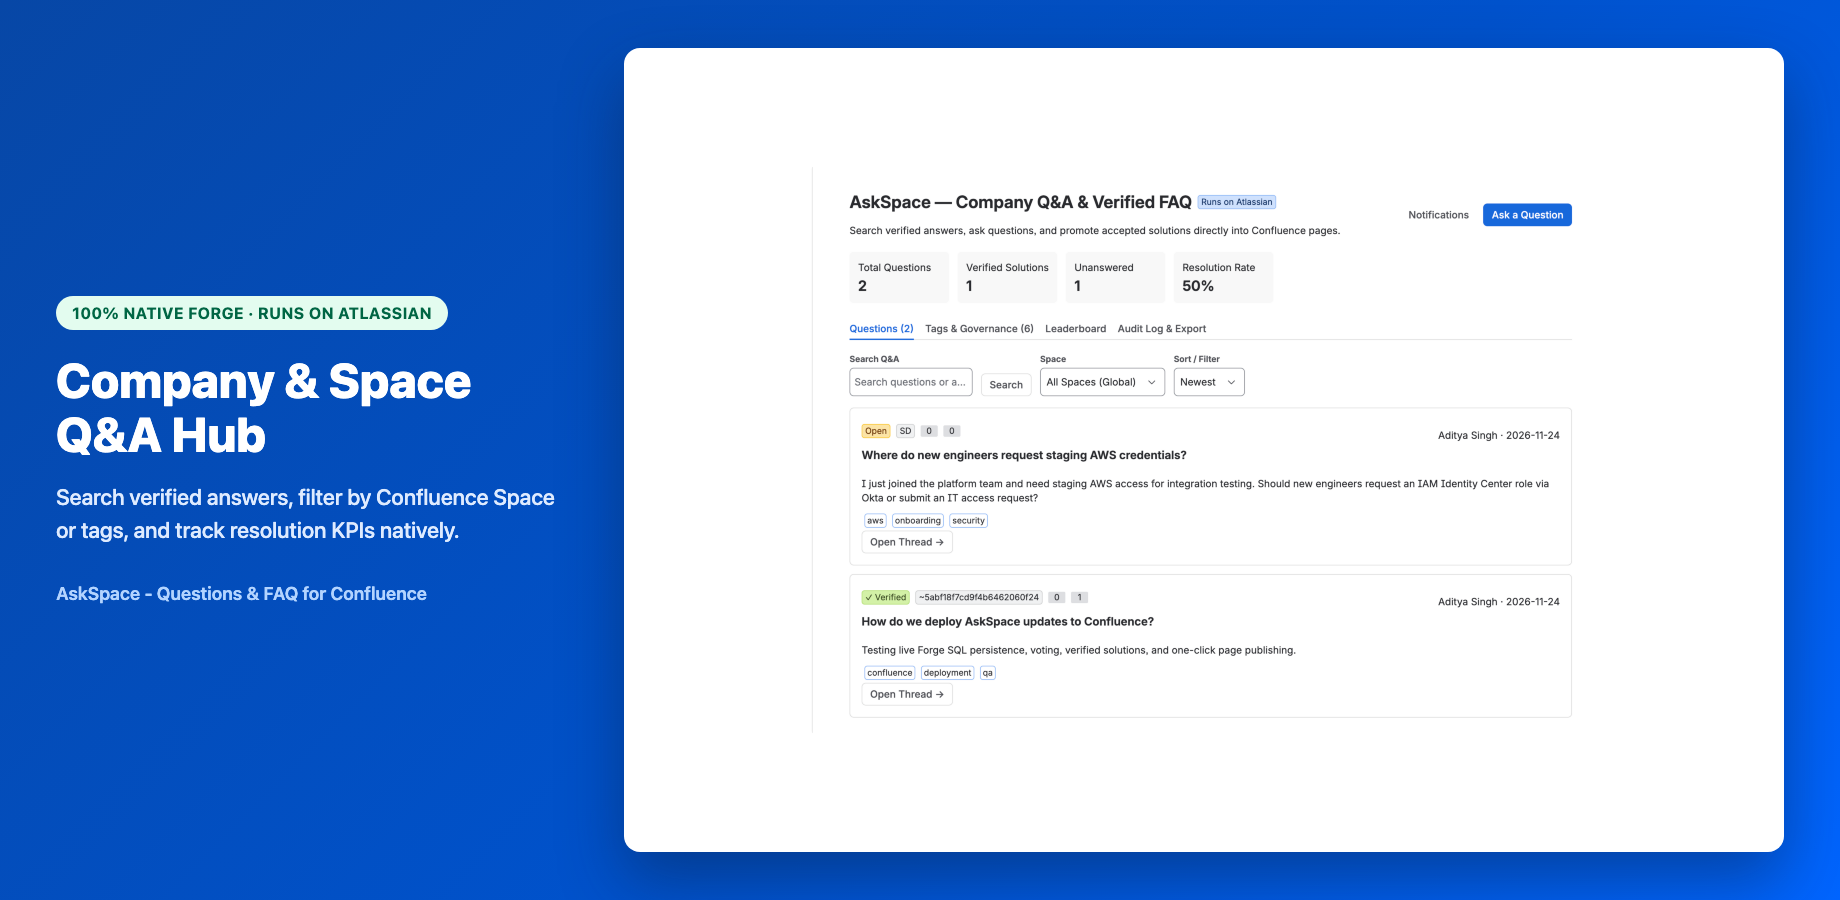 100% NATIVE FORGE · RUNS ON ATLASSIAN
Company & Space
Q&A Hub
Search verified answers, filter by Confluence Space
or tags, and track resolution KPIs natively.
AskSpace - Questions & FAQ for Confluence
AskSpace — Company Q&A & Verified FAQ Runs on Atlassian
Search verified answers, ask questions, and promote accepted solutions directly into Confluence pages.
Notifications Ask a Question
Total Questions Verified Solutions Unanswered Resolution Rate
2 1 1 50%
Questions (2) Tags & Governance (6) Leaderboard Audit Log & Export
Search Q&A Space Sort / Filter
Search questions or a... Search All Spaces (Global) Newest
Open SD 0 0 Aditya Singh · 2026-11-24
Where do new engineers request staging AWS credentials?
I just joined the platform team and need staging AWS access for integration testing. Should new engineers request an IAM Identity Center role via
Okta or submit an IT access request?
aws onboarding security
Open Thread →
✓ Verified ~5abf18f7cd9f4b6462060f24 0 1 Aditya Singh · 2026-11-24
How do we deploy AskSpace updates to Confluence?
Testing live Forge SQL persistence, voting, verified solutions, and one-click page publishing.
confluence deployment qa
Open Thread →